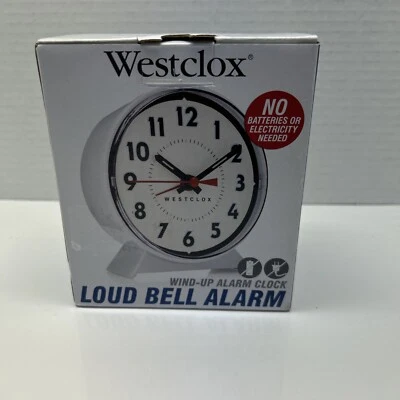 Westclox®
NO
BATTERIES OR
ELECTRICITY
NEEDED
12
11 1
10 2
9 3
WESTCLOX
8 4
7 5
6
WIND-UP ALARM CLOCK
LOUD BELL ALARM